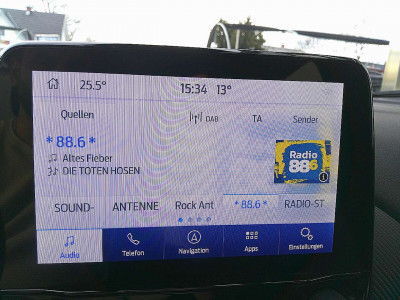 25.5° 15:34 13°
Quellen DAB TA Sender
*88.6*
Altes Fieber
DIE TOTEN HOSEN
Radio
88.6
SOUND- ANTENNE Rock Ant *88.6* RADIO-ST
Audio Telefon Navigation Apps Einstellungen